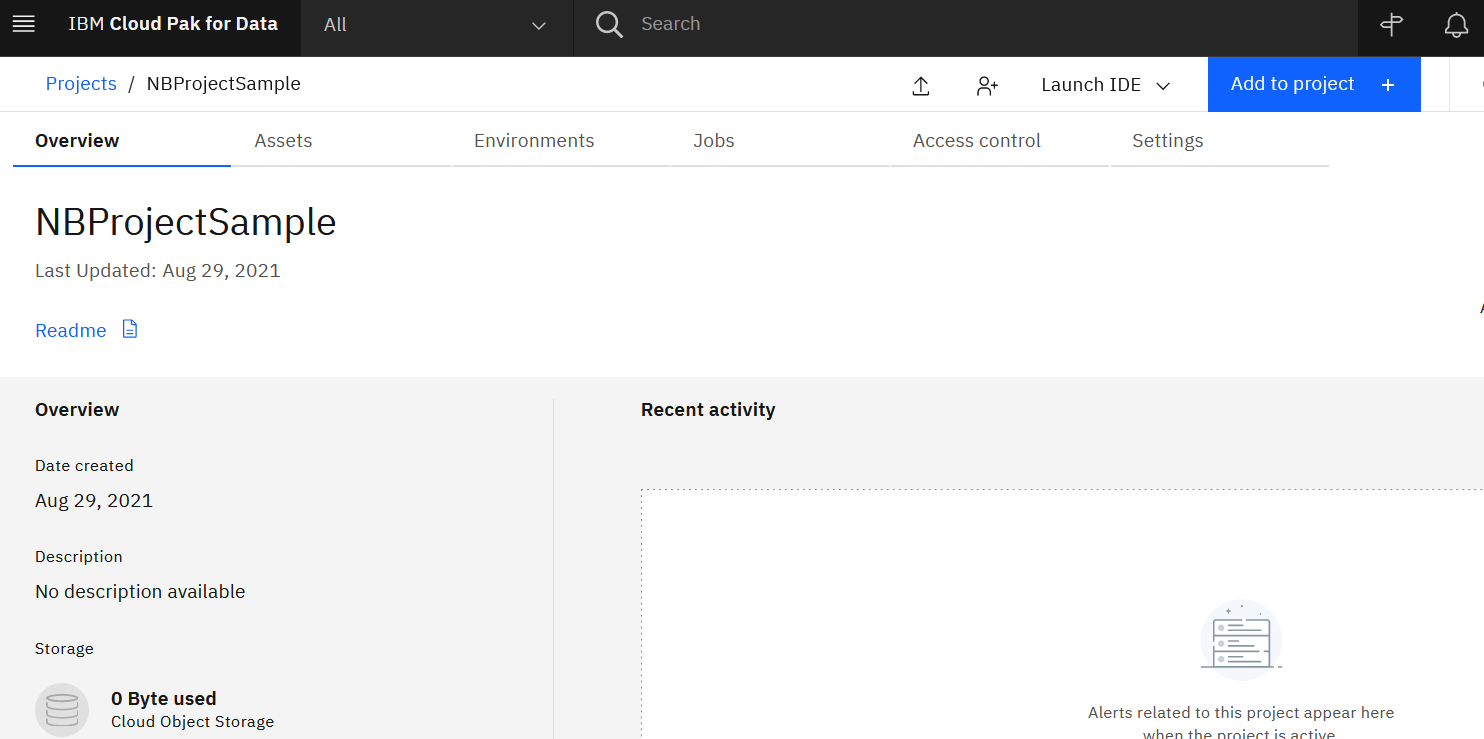 IBM Cloud Pak for Data
All
Search
Projects / NBProjectSample
Launch IDE
Add to project +
Overview
Assets
Environments
Jobs
Access control
Settings
NBProjectSample
Last Updated: Aug 29, 2021
Readme
Overview
Date created
Aug 29, 2021
Description
No description available
Storage
0 Byte used
Cloud Object Storage
Recent activity
Alerts related to this project appear here
when the project is active